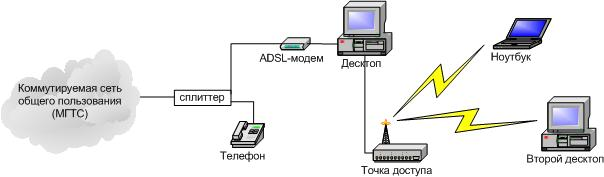 Коммутируемая сеть
общего пользования
(МГТС)
сплиттер
ADSL-модем
Десктоп
Телефон
Точка доступа
Ноутбук
Второй десктоп